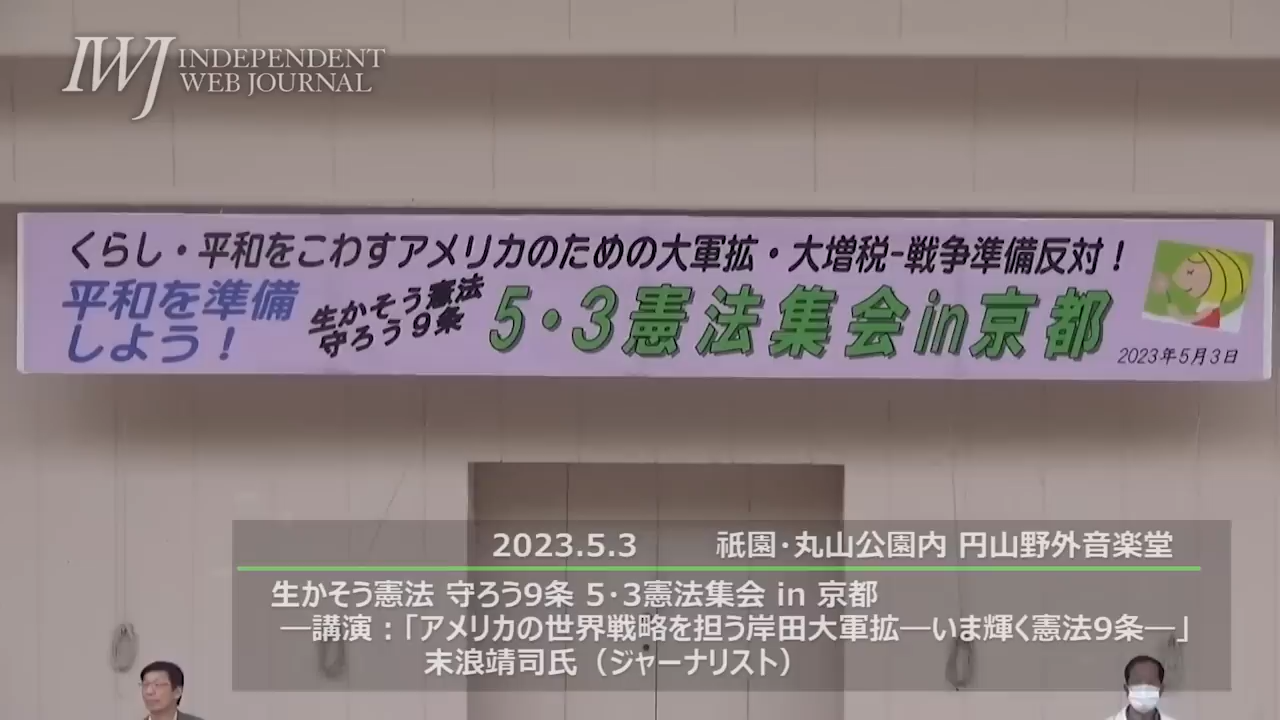 IWJ INDEPENDENT
WEB JOURNAL
くらし・平和をこわすアメリカのための大軍拡・大増税-戦争準備反対！
平和を準備
しよう！
生かそう憲法
守ろう9条
5・3憲法集会in京都
2023年5月3日
2023.5.3 祇園・丸山公園内 円山野外音楽堂
生かそう憲法 守ろう9条 5・3憲法集会 in 京都
―講演：「アメリカの世界戦略を担う岸田大軍拡―いま輝く憲法9条―」
末浪靖司氏（ジャーナリスト）